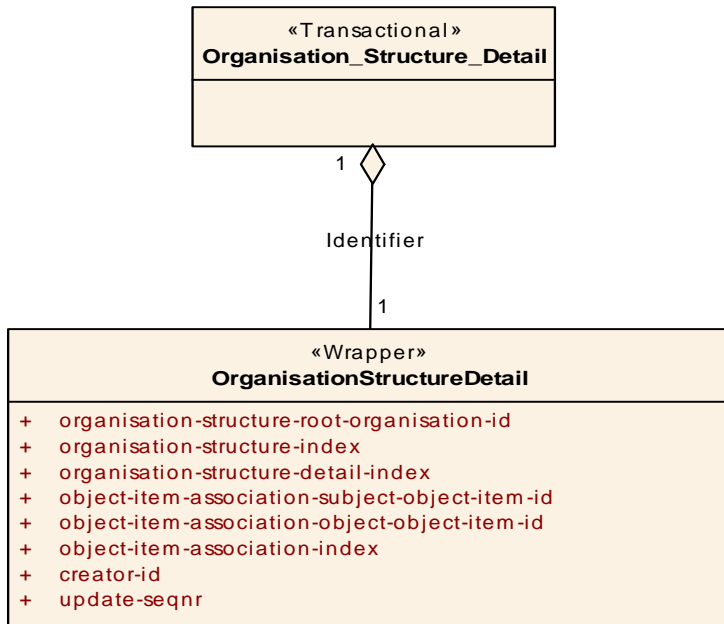 «Transactional»
Organisation_Structure_Detail
1
Identifier
1
«Wrapper»
OrganisationStructureDetail
+ organisation-structure-root-organisation-id
+ organisation-structure-index
+ organisation-structure-detail-index
+ object-item-association-subject-object-item-id
+ object-item-association-object-object-item-id
+ object-item-association-index
+ creator-id
+ update-seqnr